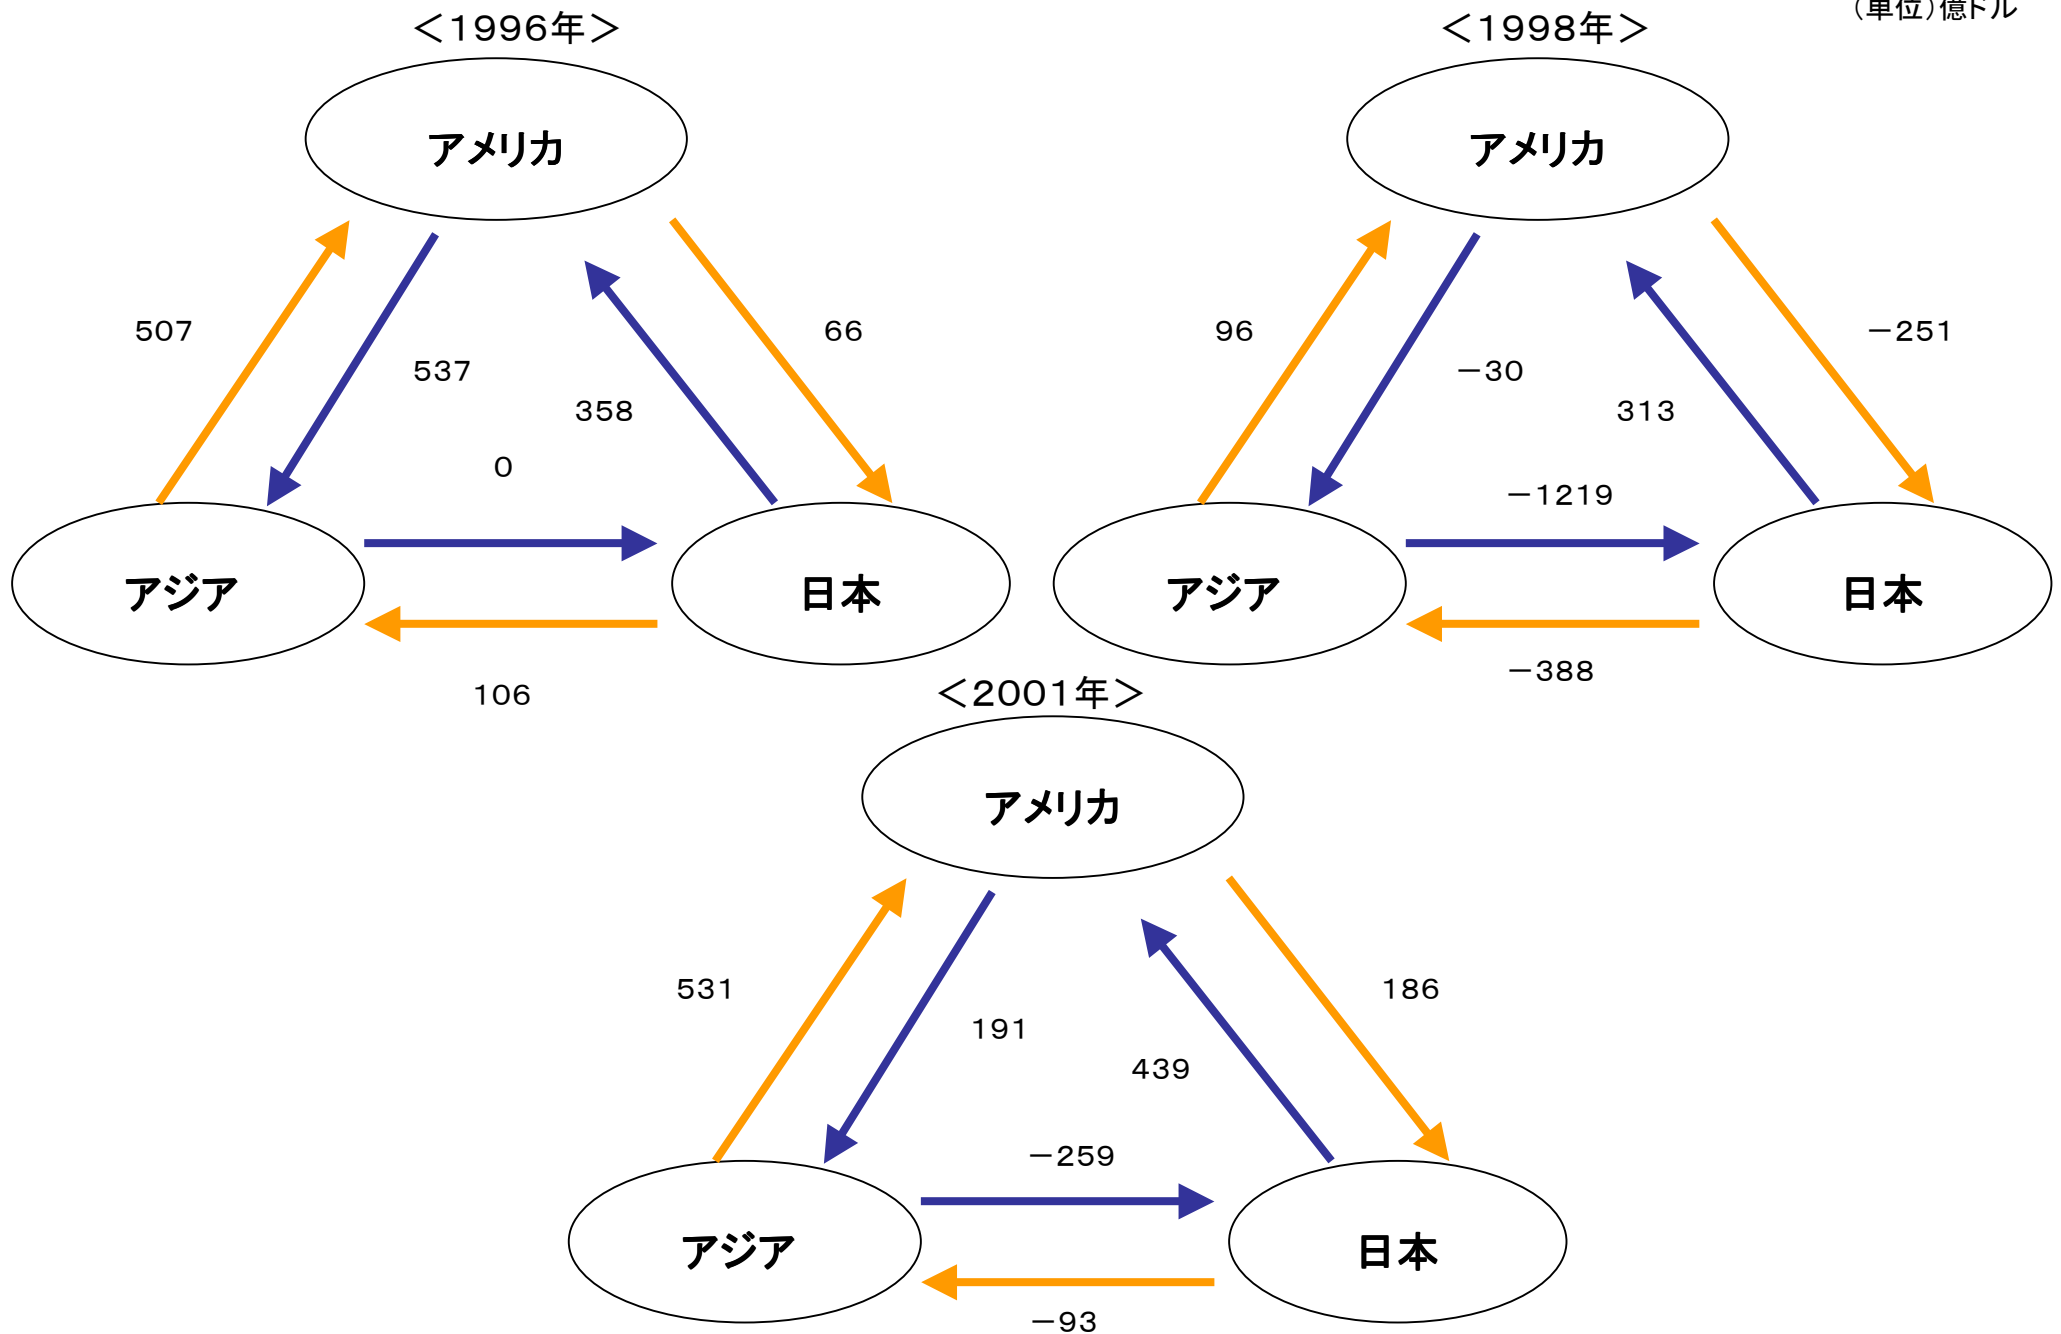 (単位)億ドル
<1996年>
アメリカ
507
66
537
358
0
アジア
日本
106
<1998年>
アメリカ
96
-251
-30
313
-1219
アジア
日本
-388
<2001年>
アメリカ
531
186
191
439
-259
アジア
日本
-93